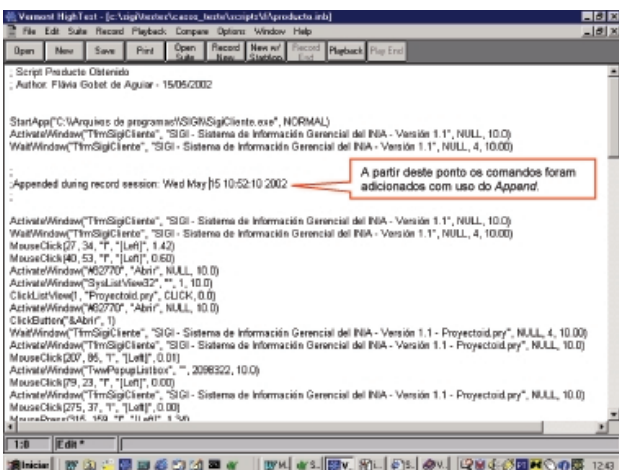 Vermont HighTest - [c:\sigi\testes\casos_teste\scripts\fi\producto.inb]
File Edit Suite Record Playback Compare Options Window Help
Open New Save Print Open Suite Record New New w/ StartApp Record End Playback Play End
; Script Producto Obtenido
; Author: Flávia Gobet de Aguiar - 15/05/2002
StartApp("C:\\Arquivos de programas\\SIGI\\SigiCliente.exe", NORMAL)
ActivateWindow("TfrmSigiCliente", "SIGI - Sistema de Información Gerencial del INIA - Versión 1.1", NULL, 10.0)
WaitWindow("TfrmSigiCliente", "SIGI - Sistema de Información Gerencial del INIA - Versión 1.1", NULL, 4, 10.00)
;
;Appended during record session: Wed May 15 10:52:10 2002
;
A partir deste ponto os comandos foram
adicionados com uso do Append.
ActivateWindow("TfrmSigiCliente", "SIGI - Sistema de Información Gerencial del INIA - Versión 1.1", NULL, 10.0)
WaitWindow("TfrmSigiCliente", "SIGI - Sistema de Información Gerencial del INIA - Versión 1.1", NULL, 4, 10.00)
MouseClick(27, 34, "f", "[Left]", 1.42)
MouseClick(40, 53, "f", "[Left]", 0.60)
ActivateWindow("#32770", "Abrir", NULL, 10.0)
ActivateWindow("SysListView32", "", 1, 10.0)
ClickListView(1, "Proyectoid.pry", CLICK, 0.0)
ActivateWindow("#32770", "Abrir", NULL, 10.0)
ClickButton("&Abrir", 1)
WaitWindow("TfrmSigiCliente", "SIGI - Sistema de Información Gerencial del INIA - Versión 1.1 - Proyectoid.pry", NULL, 4, 10.00)
ActivateWindow("TfrmSigiCliente", "SIGI - Sistema de Información Gerencial del INIA - Versión 1.1 - Proyectoid.pry", NULL, 10.0)
MouseClick(207, 85, "f", "[Left]", 0.01)
ActivateWindow("TwwPopupListbox", "", 2098322, 10.0)
MouseClick(79, 23, "f", "[Left]", 0.00)
ActivateWindow("TfrmSigiCliente", "SIGI - Sistema de Información Gerencial del INIA - Versión 1.1 - Proyectoid.pry", NULL, 10.0)
MouseClick(275, 37, "f", "[Left]", 0.00)
1:0 Edit *
Iniciar 12:43